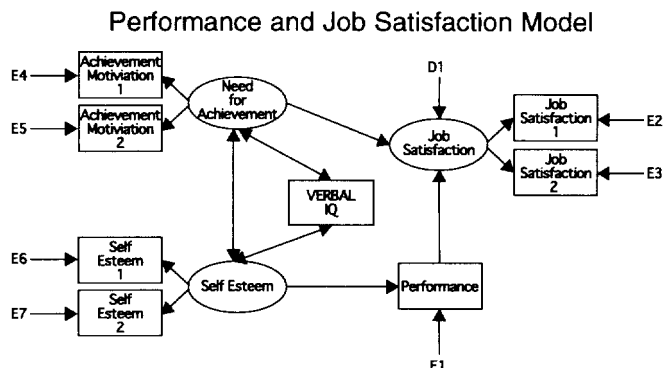 Performance and Job Satisfaction Model
E4
Achievement
Motiviation
1
Need
for
Achievement
D1
E5
Achievement
Motiviation
2
Job
Satisfaction
Job
Satisfaction
1
E2
Job
Satisfaction
2
E3
VERBAL
IQ
E6
Self
Esteem
1
Self Esteem
Performance
E7
Self
Esteem
2
E1